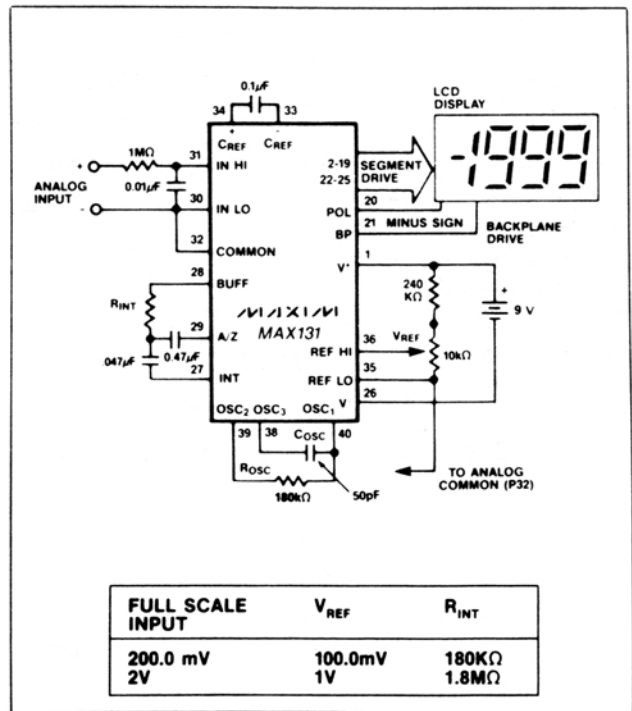 0.1μF
34
33
C+REF
C-REF
LCD
DISPLAY
-1999
1MΩ
31
+
IN HI
ANALOG
INPUT
0.01μF
-
30
IN LO
32
COMMON
28
BUFF
RINT
29
A/Z
0.47μF
.047μF
27
INT
MAXIM
MAX131
2-19
22-25
SEGMENT
DRIVE
20
POL
21
MINUS SIGN
BP
BACKPLANE
DRIVE
1
V+
240
KΩ
+
9 V
36
REF HI
VREF
10kΩ
35
REF LO
26
V
OSC2
OSC3
OSC1
39
38
40
COSC
ROSC
180kΩ
50pF
TO ANALOG
COMMON (P32)
FULL SCALE INPUT VREF RINT
200.0 mV 100.0mV 180KΩ
2V 1V 1.8MΩ